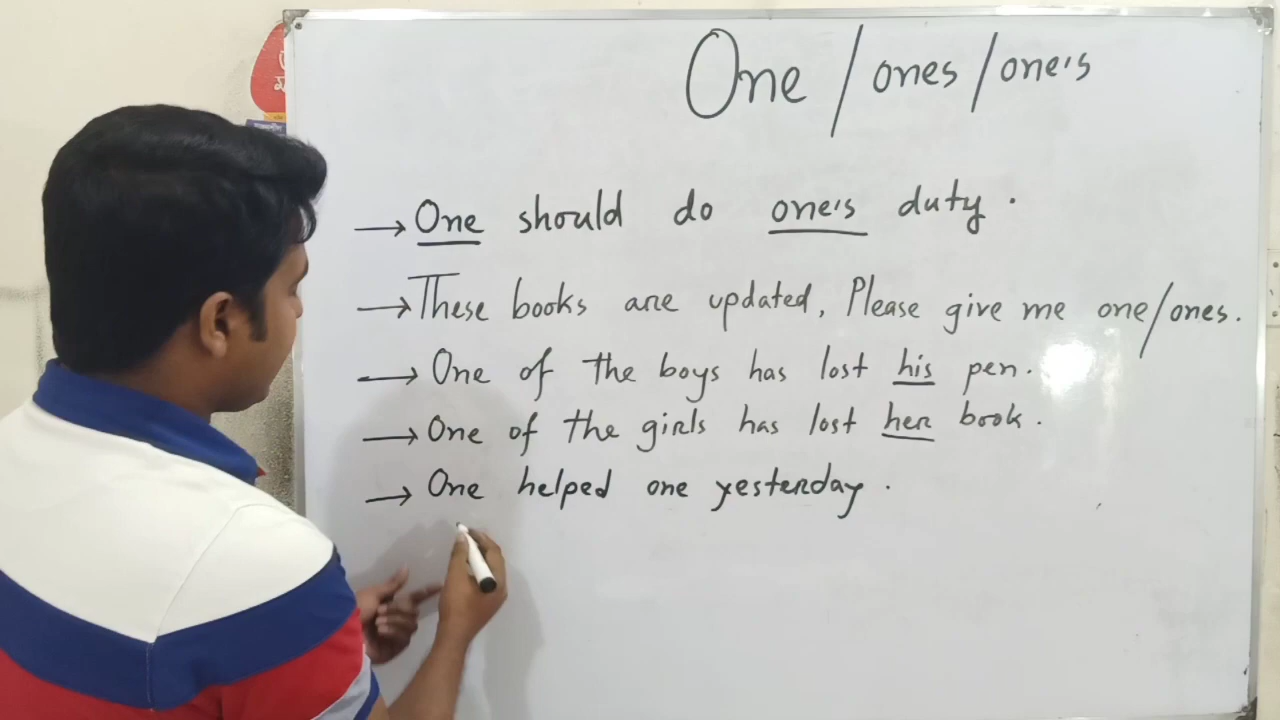 One / ones / one's
→ One should do one's duty.
→ These books are updated, Please give me one/ones.
→ One of the boys has lost his pen.
→ One of the girls has lost her book.
→ One helped one yesterday.